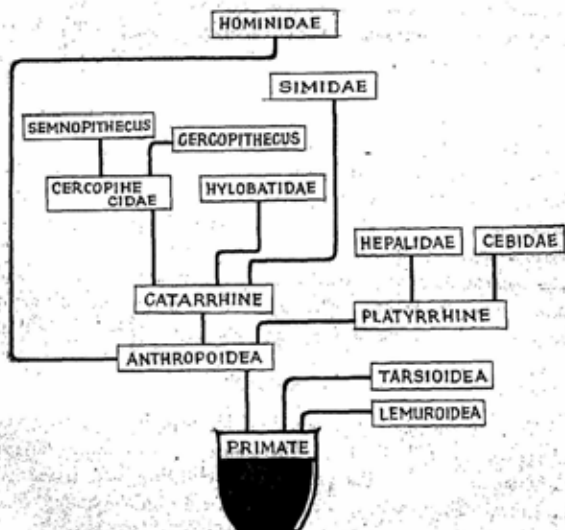 HOMINIDAE
SIMIDAE
SEMNOPITHECUS
CERCOPITHECUS
CERCOPIHE
CIDAE
HYLOBATIDAE
HEPALIDAE
CEBIDAE
CATARRHINE
PLATYRRHINE
ANTHROPOIDEA
TARSIOIDEA
LEMUROIDEA
PRIMATE